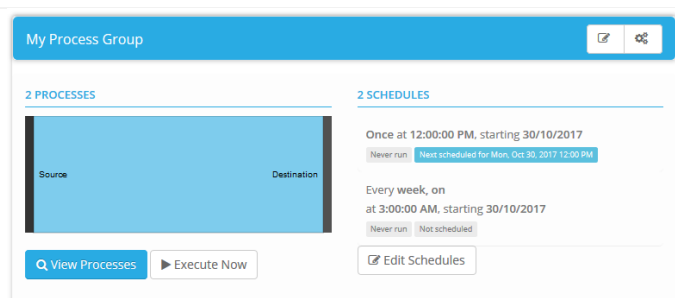 My Process Group
2 PROCESSES
Source
Destination
View Processes
Execute Now
2 SCHEDULES
Once at 12:00:00 PM, starting 30/10/2017
Never run Next scheduled for Mon, Oct 30, 2017 12:00 PM
Every week, on
at 3:00:00 AM, starting 30/10/2017
Never run Not scheduled
Edit Schedules